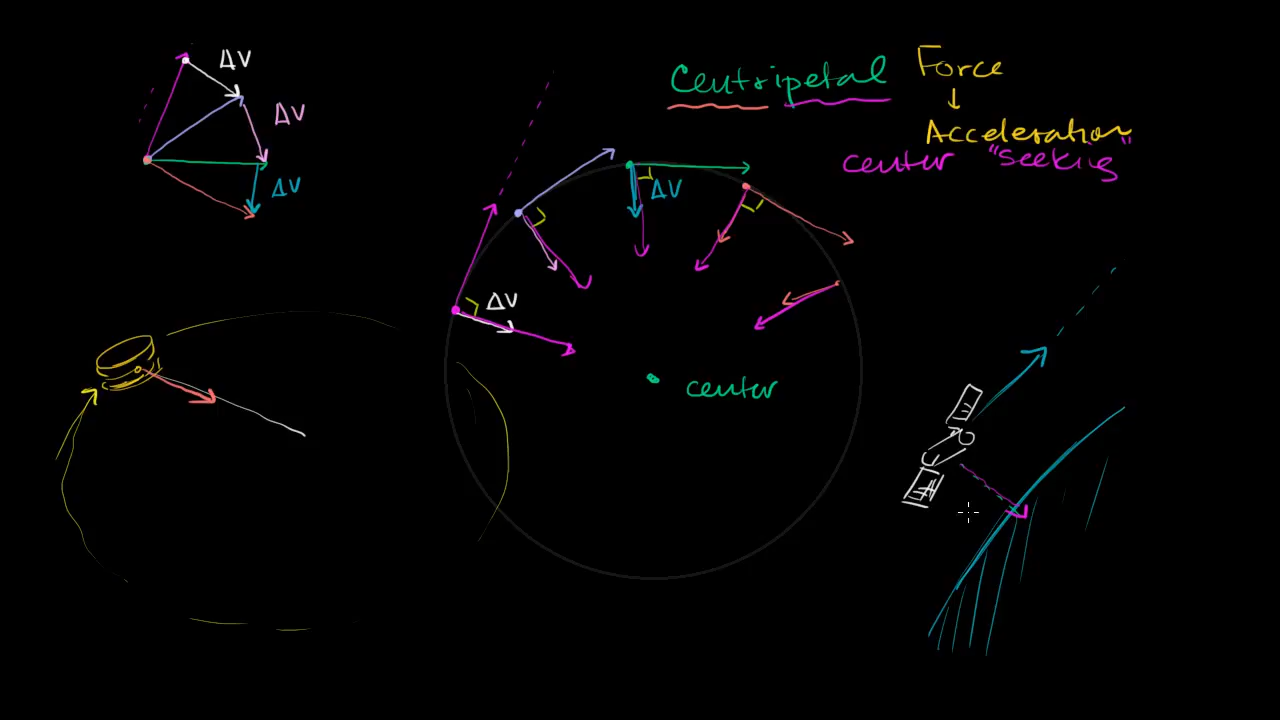 ΔV
ΔV
ΔV
Centripetal Force
↓
Acceleration
center "seeking"
ΔV
ΔV
center